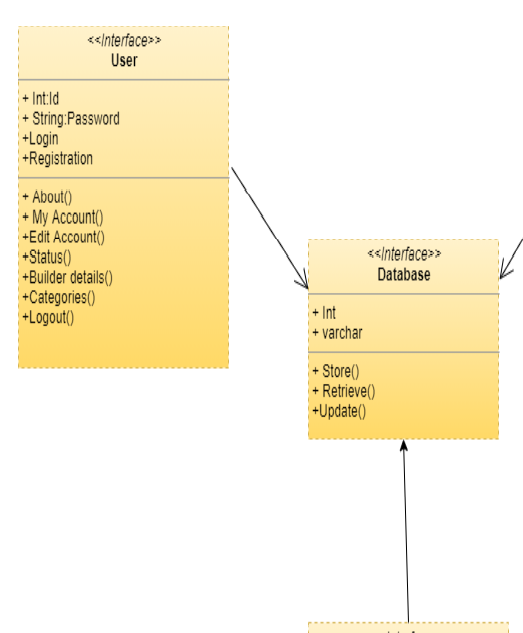 <<Interface>>
User
+ Int:Id
+ String:Password
+Login
+Registration
+ About()
+ My Account()
+Edit Account()
+Status()
+Builder details()
+Categories()
+Logout()
<<Interface>>
Database
+ Int
+ varchar
+ Store()
+ Retrieve()
+Update()